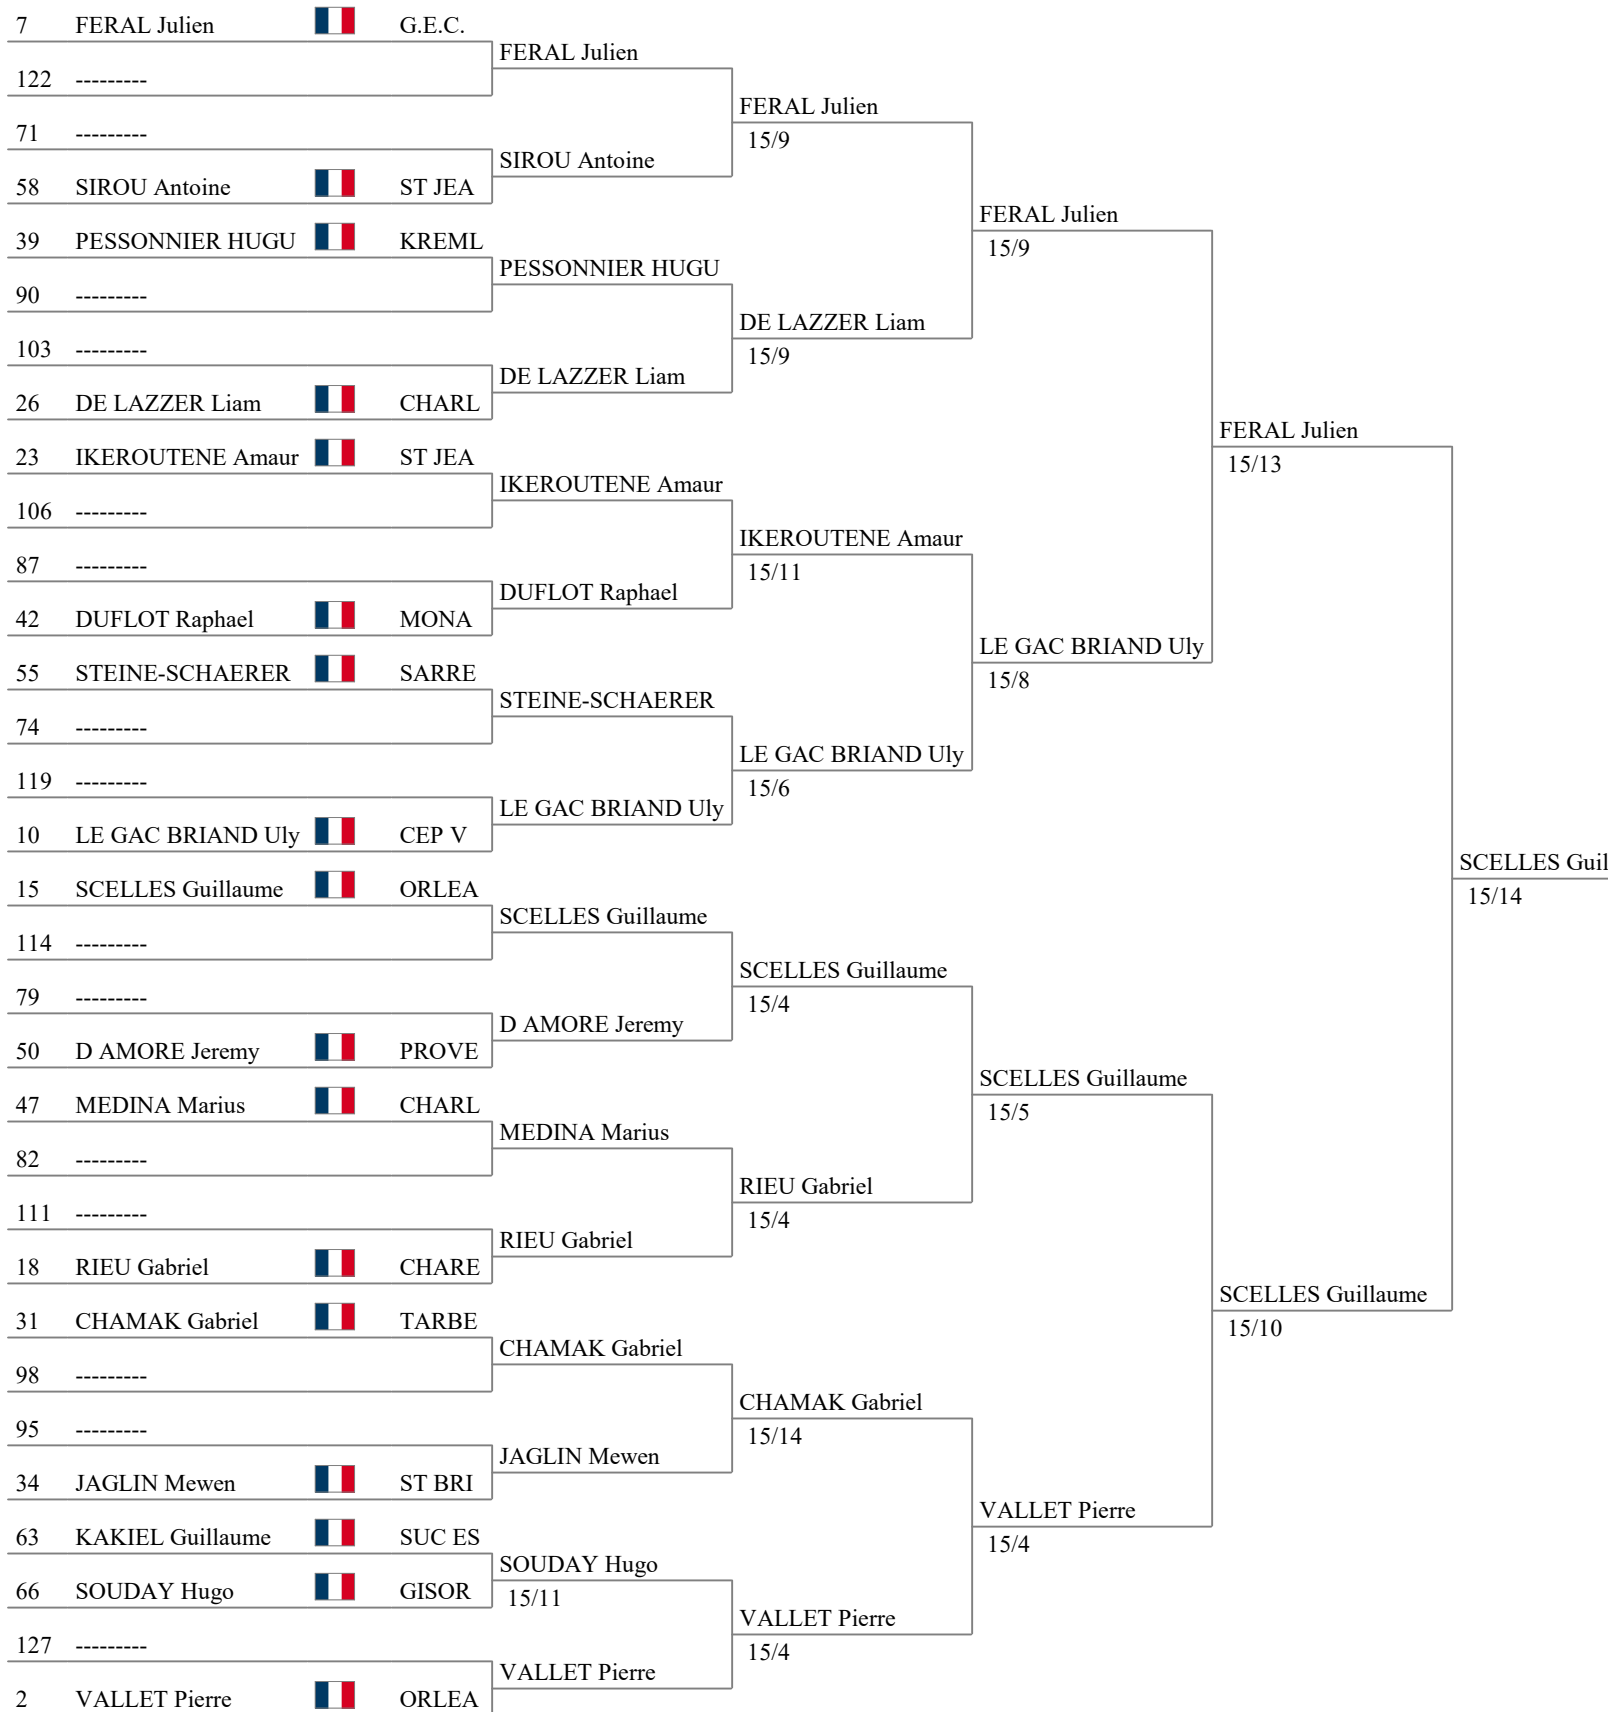 7 FERAL Julien G.E.C.
FERAL Julien
122 ---------
FERAL Julien
71 ---------
15/9
SIROU Antoine
58 SIROU Antoine ST JEA
FERAL Julien
39 PESSONNIER HUGU KREML
15/9
PESSONNIER HUGU
90 ---------
DE LAZZER Liam
103 ---------
15/9
DE LAZZER Liam
26 DE LAZZER Liam CHARL
FERAL Julien
23 IKEROUTENE Amaur ST JEA
15/13
IKEROUTENE Amaur
106 ---------
IKEROUTENE Amaur
87 ---------
15/11
DUFLOT Raphael
42 DUFLOT Raphael MONA
LE GAC BRIAND Uly
55 STEINE-SCHAERER SARRE
15/8
STEINE-SCHAERER
74 ---------
LE GAC BRIAND Uly
119 ---------
15/6
LE GAC BRIAND Uly
10 LE GAC BRIAND Uly CEP V
SCELLES Guil
15 SCELLES Guillaume ORLEA
15/14
SCELLES Guillaume
114 ---------
SCELLES Guillaume
79 ---------
15/4
D AMORE Jeremy
50 D AMORE Jeremy PROVE
SCELLES Guillaume
47 MEDINA Marius CHARL
15/5
MEDINA Marius
82 ---------
RIEU Gabriel
111 ---------
15/4
RIEU Gabriel
18 RIEU Gabriel CHARE
SCELLES Guillaume
31 CHAMAK Gabriel TARBE
15/10
CHAMAK Gabriel
98 ---------
CHAMAK Gabriel
95 ---------
15/14
JAGLIN Mewen
34 JAGLIN Mewen ST BRI
VALLET Pierre
63 KAKIEL Guillaume SUC ES
15/4
SOUDAY Hugo
66 SOUDAY Hugo GISOR
15/11
VALLET Pierre
127 ---------
15/4
VALLET Pierre
2 VALLET Pierre ORLEA